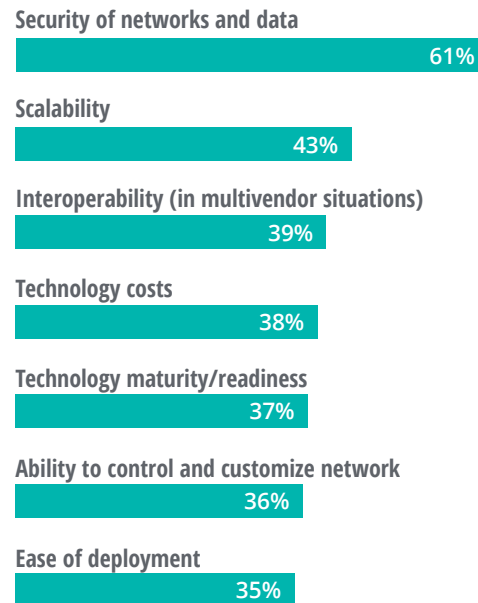 Security of networks and data
61%
Scalability
43%
Interoperability (in multivendor situations)
39%
Technology costs
38%
Technology maturity/readiness
37%
Ability to control and customize network
36%
Ease of deployment
35%